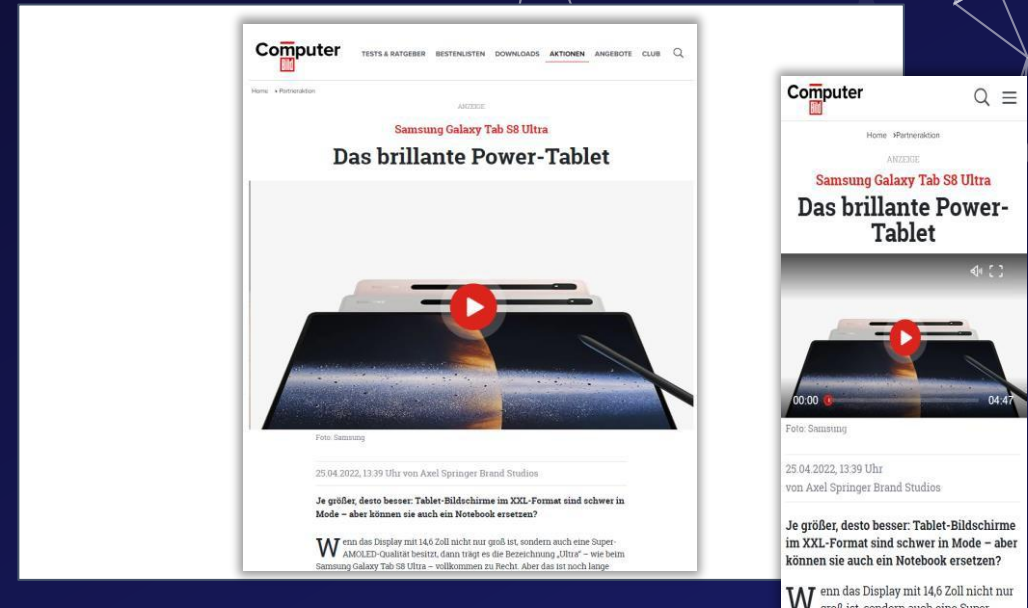 Computer
Bild
TESTS & RATGEBER BESTENLISTEN DOWNLOADS AKTIONEN ANGEBOTE CLUB
Home Partneraktion
ANZEIGE
Samsung Galaxy Tab S8 Ultra
Das brillante Power-Tablet
Foto: Samsung
25.04.2022, 13:39 Uhr von Axel Springer Brand Studios
Je größer, desto besser: Tablet-Bildschirme im XXL-Format sind schwer in
Mode – aber können sie auch ein Notebook ersetzen?
Wenn das Display mit 14,6 Zoll nicht nur groß ist, sondern auch eine Super-
AMOLED-Qualität besitzt, dann trägt es die Bezeichnung „Ultra“ – wie beim
Samsung Galaxy Tab S8 Ultra – vollkommen zu Recht. Aber das ist noch lange
Computer
Bild
Home Partneraktion
ANZEIGE
Samsung Galaxy Tab S8 Ultra
Das brillante Power-
Tablet
00:00 04:47
Foto: Samsung
25.04.2022, 13:39 Uhr
von Axel Springer Brand Studios
Je größer, desto besser: Tablet-Bildschirme
im XXL-Format sind schwer in Mode – aber
können sie auch ein Notebook ersetzen?
Wenn das Display mit 14,6 Zoll nicht nur
groß ist, sondern auch eine Super-